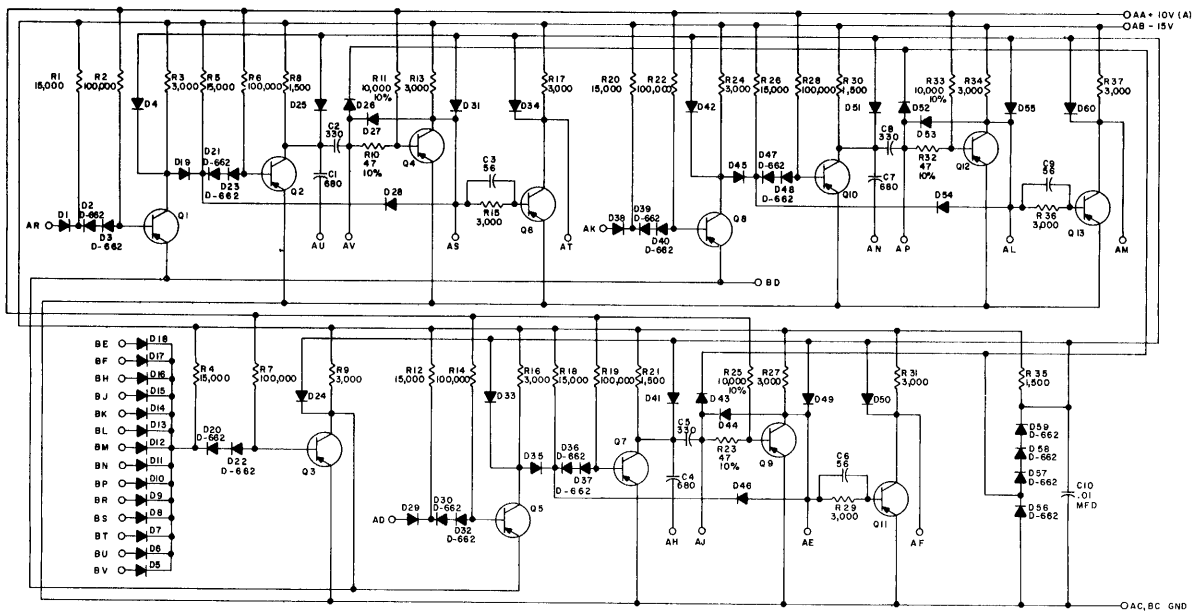 AA + 10V (A)
AB - 15V
R1
15,000
R2
100,000
D4
R3
3,000
R5
15,000
R6
100,000
R8
1,500
D25
C2
330
D26
D27
R11
10,000
10%
R13
3,000
D31
D34
R17
3,000
R20
15,000
R22
100,000
D42
R24
3,000
R26
15,000
R28
100,000
R30
1,500
D51
C8
330
D52
D53
R33
10,000
10%
R34
3,000
D55
D60
R37
3,000
D19
D21
D-662
D23
D-662
Q2
C1
680
R10
47
10%
Q4
D28
C3
56
R15
3,000
Q6
D45
D47
D-662
D48
D-662
Q10
C7
680
R32
47
10%
Q12
D54
C9
56
R36
3,000
Q13
AR
D1
D2
D-662
D3
D-662
Q1
AU
AV
AS
AT
AK
D38
D39
D-662
D40
D-662
Q8
AN
AP
AL
AM
BD
BE
D18
BF
D17
BH
D16
BJ
D15
BK
D14
BL
D13
BM
D12
BN
D11
BP
D10
BR
D9
BS
D8
BT
D7
BU
D6
BV
D5
R4
15,000
R7
100,000
R9
3,000
D24
D20
D-662
D22
D-662
Q3
R12
15,000
R14
100,000
D33
R16
3,000
R18
15,000
R19
100,000
R21
1,500
D41
C5
330
D43
D44
R25
10,000
10%
R27
3,000
D49
D50
R31
3,000
R35
1,500
D35
D36
D-662
D37
D-662
Q7
C4
680
R23
47
10%
Q9
D46
C6
56
R29
3,000
Q11
D59
D-662
D58
D-662
D57
D-662
D56
D-662
C10
.01
MFD
AD
D29
D30
D-662
D32
D-662
Q5
AH
AJ
AE
AF
AC, BC GND